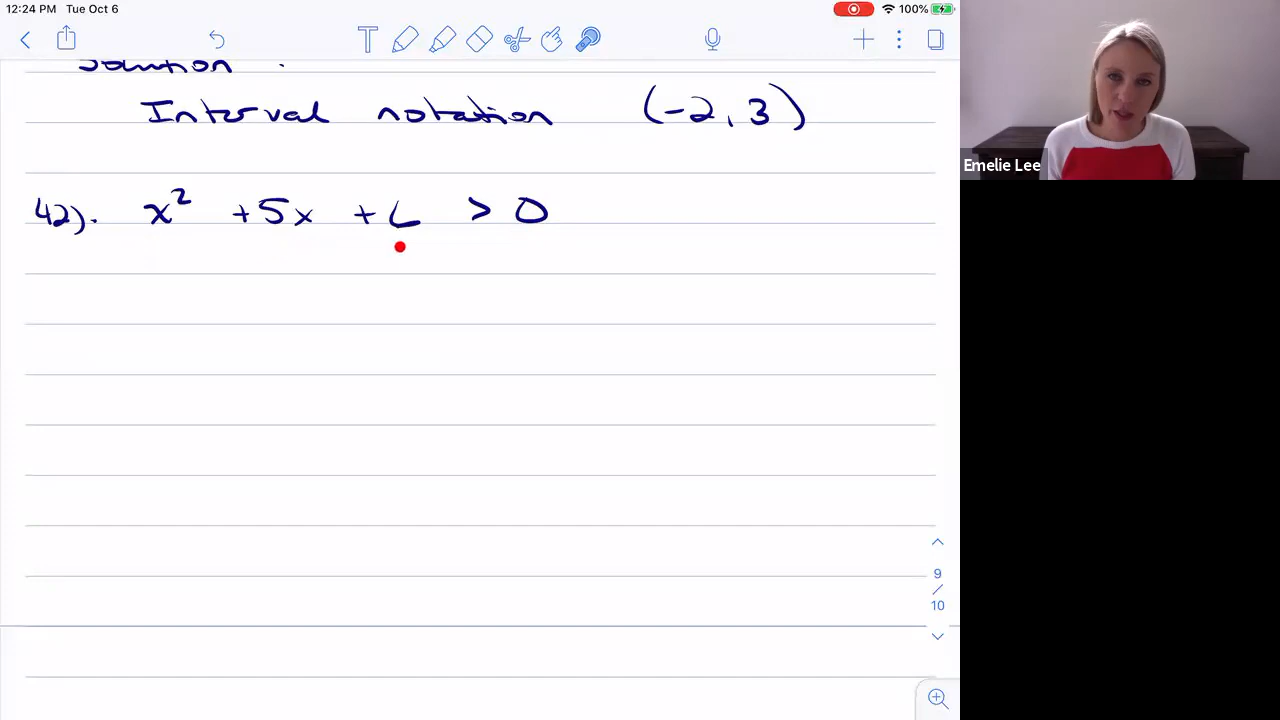 12:24 PM Tue Oct 6
100%
T
Solution :
Interval notation (-2, 3)
Emelie Lee
42). x² +5x +6 > 0
9
/
10